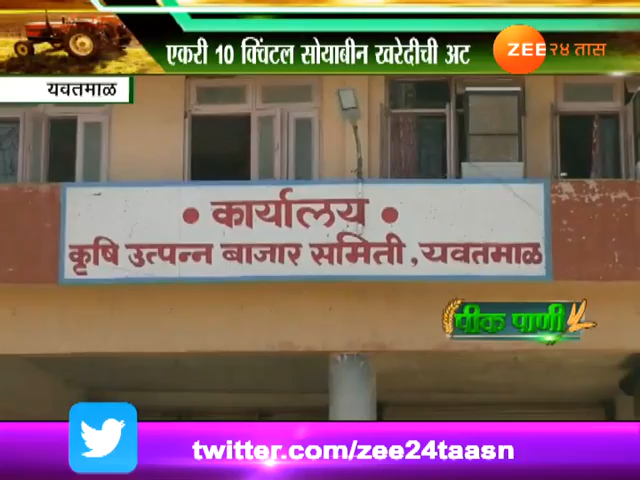 एकरी 10 क्विंटल सोयाबीन खरेदीची अट
ZEE २४ तास
यवतमाळ
• कार्यालय •
कृषि उत्पन्न बाजार समिती, यवतमाळ
पीक पाणी
twitter.com/zee24taasn